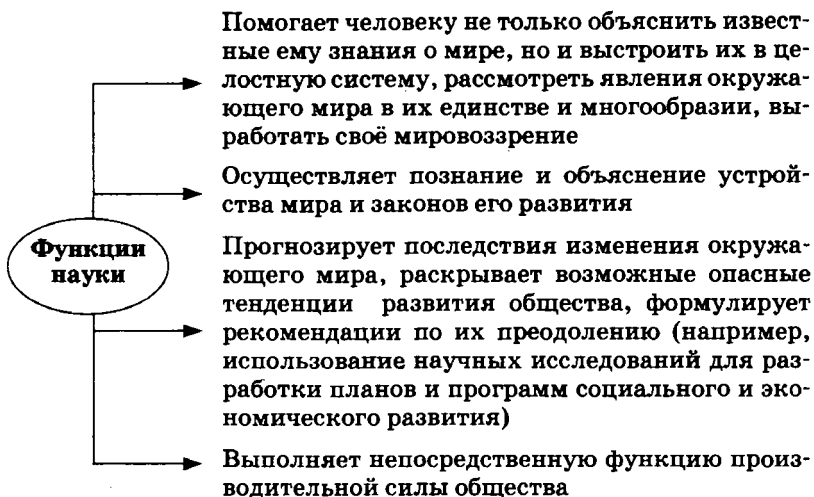 Помогает человеку не только объяснить извест-
ные ему знания о мире, но и выстроить их в це-
лостную систему, рассмотреть явления окружа-
ющего мира в их единстве и многообразии, вы-
работать своё мировоззрение
Осуществляет познание и объяснение устрой-
ства мира и законов его развития
Функции
науки
Прогнозирует последствия изменения окружа-
ющего мира, раскрывает возможные опасные
тенденции развития общества, формулирует
рекомендации по их преодолению (например,
использование научных исследований для раз-
работки планов и программ социального и эко-
номического развития)
Выполняет непосредственную функцию произ-
водительной силы общества